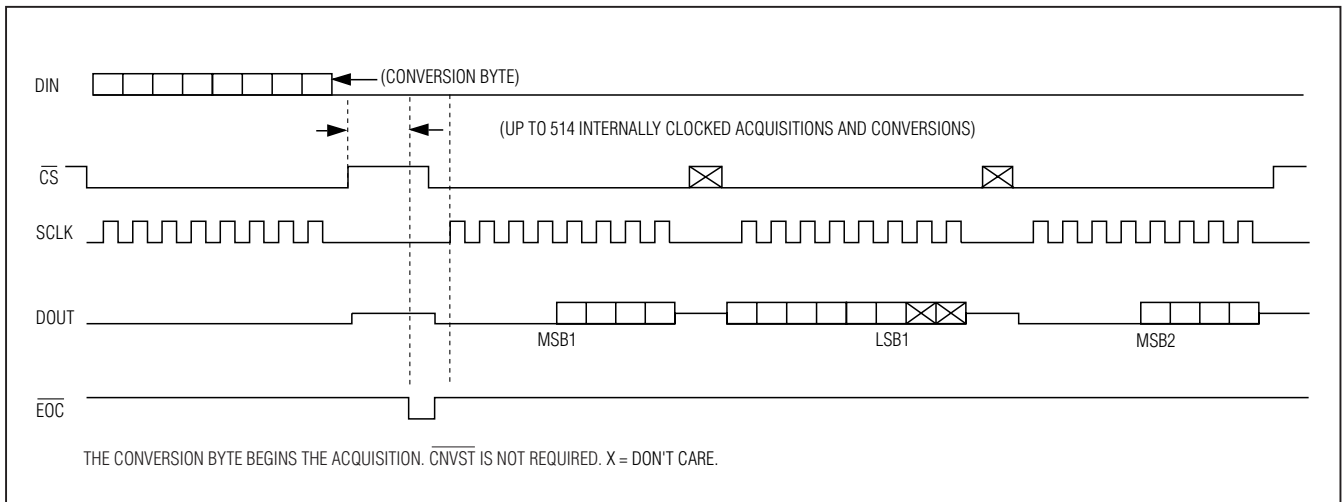 DIN
(CONVERSION BYTE)
(UP TO 514 INTERNALLY CLOCKED ACQUISITIONS AND CONVERSIONS)
CS
SCLK
DOUT
MSB1
LSB1
MSB2
EOC
THE CONVERSION BYTE BEGINS THE ACQUISITION. CNVST IS NOT REQUIRED. X = DON'T CARE.